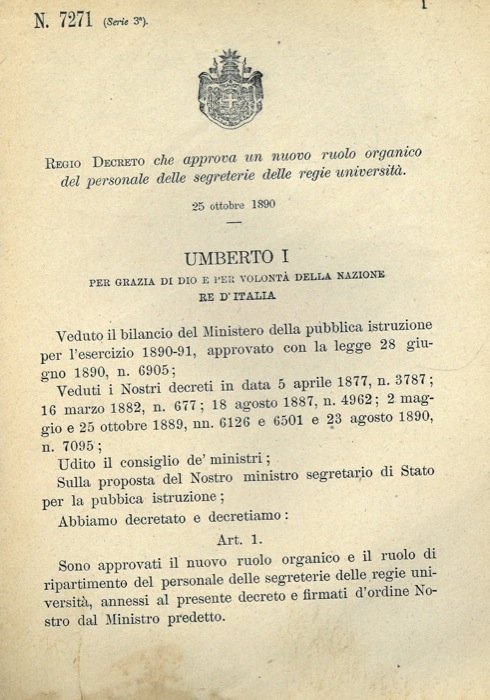 1
N. 7271 (Serie 3ª).
REGIO DECRETO che approva un nuovo ruolo organico
del personale delle segreterie delle regie università.
25 ottobre 1890
UMBERTO I
PER GRAZIA DI DIO E PER VOLONTÀ DELLA NAZIONE
RE D'ITALIA
Veduto il bilancio del Ministero della pubblica istruzione
per l'esercizio 1890-91, approvato con la legge 28 giu-
gno 1890, n. 6905;
Veduti i Nostri decreti in data 5 aprile 1877, n. 3787;
16 marzo 1882, n. 677; 18 agosto 1887, n. 4962; 2 mag-
gio e 25 ottobre 1889, nn. 6126 e 6501 e 23 agosto 1890,
n. 7095;
Udito il consiglio de' ministri;
Sulla proposta del Nostro ministro segretario di Stato
per la pubbica istruzione;
Abbiamo decretato e decretiamo:
Art. 1.
Sono approvati il nuovo ruolo organico e il ruolo di
ripartimento del personale delle segreterie delle regie uni-
versità, annessi al presente decreto e firmati d'ordine No-
stro dal Ministro predetto.